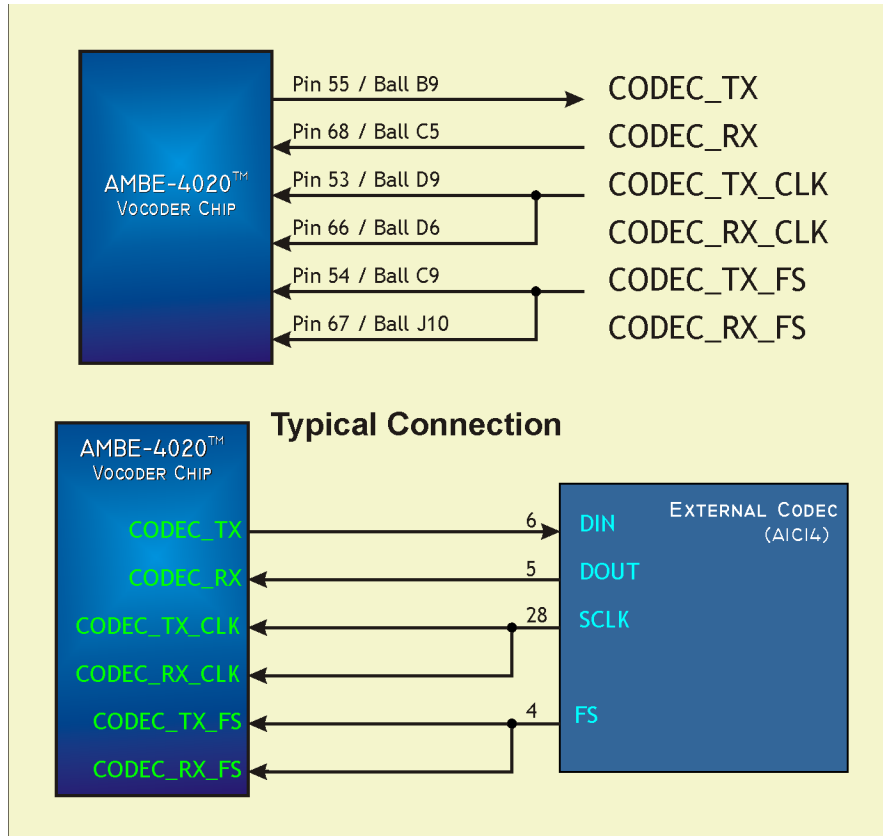 Pin 55 / Ball B9
CODEC_TX
Pin 68 / Ball C5
CODEC_RX
AMBE-4020™
VOCODER CHIP
Pin 53 / Ball D9
CODEC_TX_CLK
Pin 66 / Ball D6
CODEC_RX_CLK
Pin 54 / Ball C9
CODEC_TX_FS
Pin 67 / Ball J10
CODEC_RX_FS
Typical Connection
AMBE-4020™
VOCODER CHIP
EXTERNAL CODEC
(AIC14)
CODEC_TX
6
DIN
CODEC_RX
5
DOUT
CODEC_TX_CLK
28
SCLK
CODEC_RX_CLK
CODEC_TX_FS
4
FS
CODEC_RX_FS